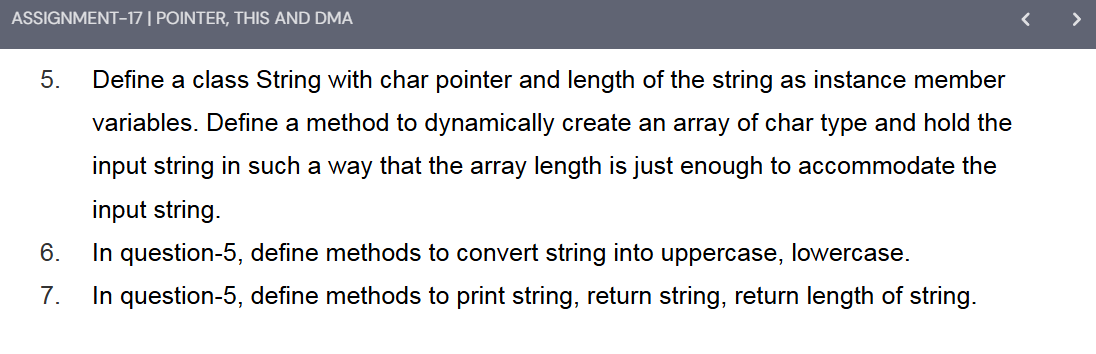 ASSIGNMENT-17 | POINTER, THIS AND DMA
5. Define a class String with char pointer and length of the string as instance member
variables. Define a method to dynamically create an array of char type and hold the
input string in such a way that the array length is just enough to accommodate the
input string.
6. In question-5, define methods to convert string into uppercase, lowercase.
7. In question-5, define methods to print string, return string, return length of string.